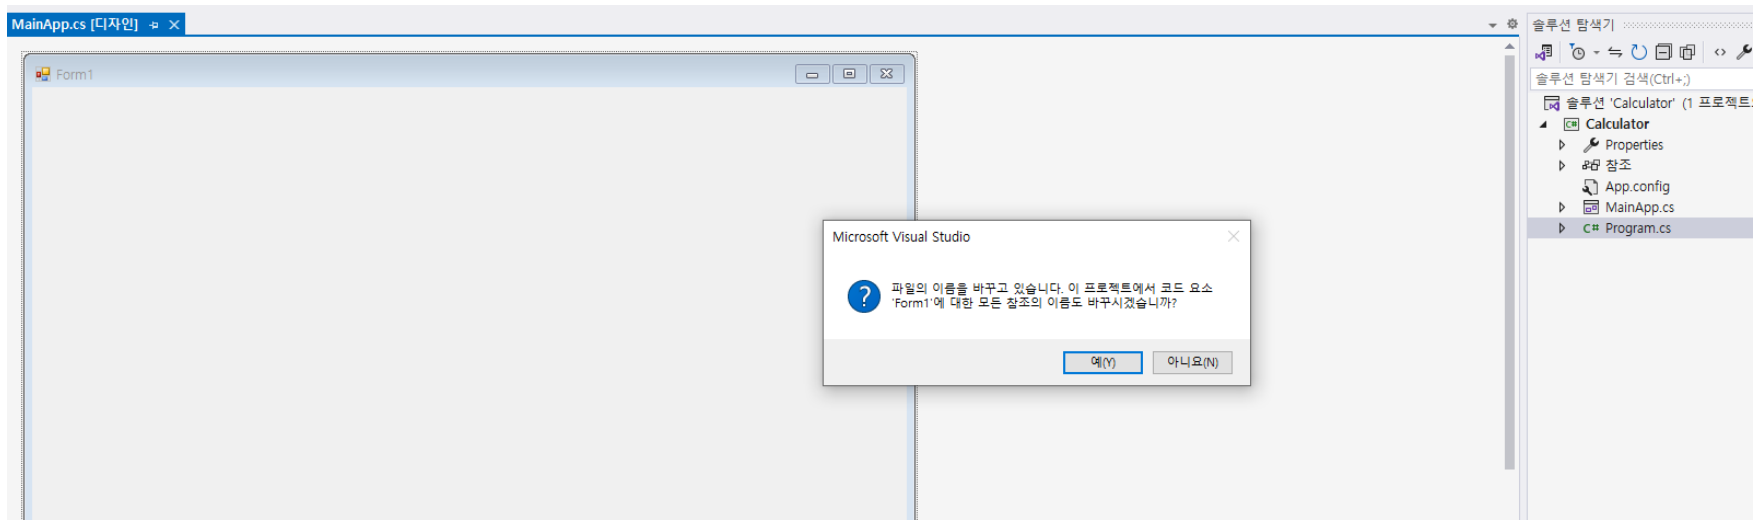 MainApp.cs [디자인]
솔루션 탐색기
Form1
솔루션 탐색기 검색(Ctrl+;)
솔루션 'Calculator' (1 프로젝트
Calculator
Properties
참조
App.config
MainApp.cs
C# Program.cs
Microsoft Visual Studio
파일의 이름을 바꾸고 있습니다. 이 프로젝트에서 코드 요소
'Form1'에 대한 모든 참조의 이름도 바꾸시겠습니까?
예(Y)
아니요(N)